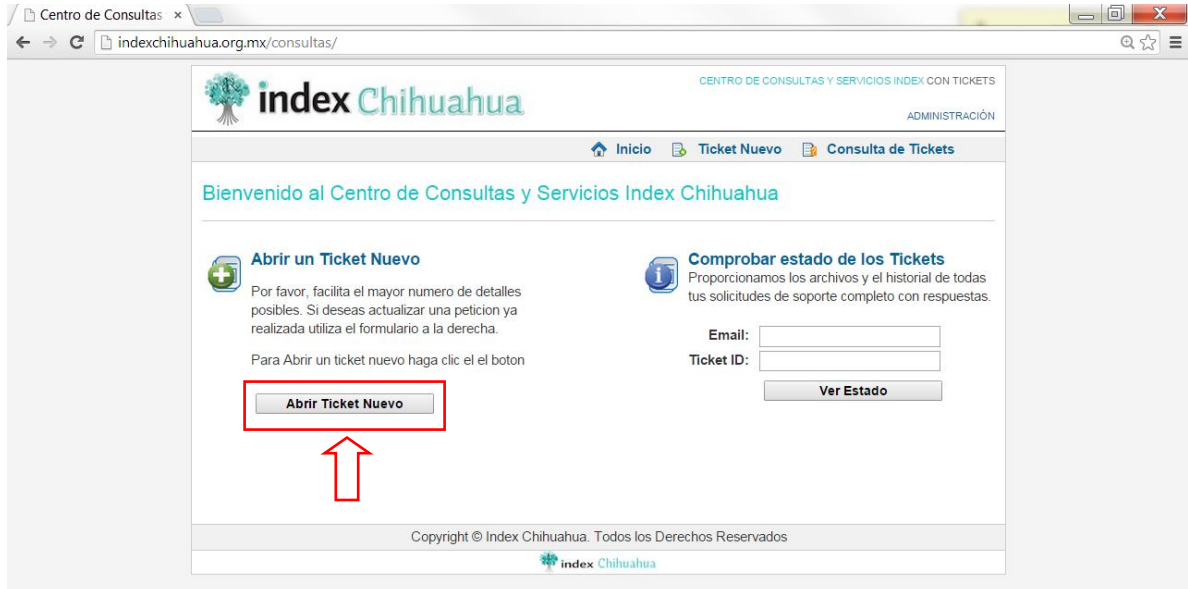 Centro de Consultas
indexchihuahua.org.mx/consultas/
index Chihuahua
CENTRO DE CONSULTAS Y SERVICIOS INDEX CON TICKETS
ADMINISTRACIÓN
Inicio Ticket Nuevo Consulta de Tickets
Bienvenido al Centro de Consultas y Servicios Index Chihuahua
Abrir un Ticket Nuevo
Por favor, facilita el mayor numero de detalles
posibles. Si deseas actualizar una peticion ya
realizada utiliza el formulario a la derecha.
Para Abrir un ticket nuevo haga clic el el boton
Abrir Ticket Nuevo
Comprobar estado de los Tickets
Proporcionamos los archivos y el historial de todas
tus solicitudes de soporte completo con respuestas.
Email:
Ticket ID:
Ver Estado
Copyright © Index Chihuahua. Todos los Derechos Reservados
index Chihuahua